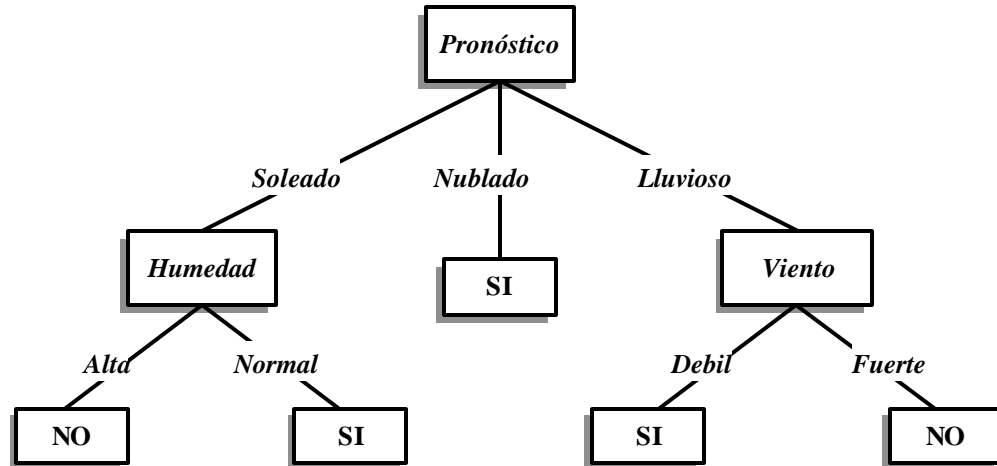 Pronóstico
Soleado
Nublado
Lluvioso
Humedad
SI
Viento
Alta
Normal
Debil
Fuerte
NO
SI
SI
NO